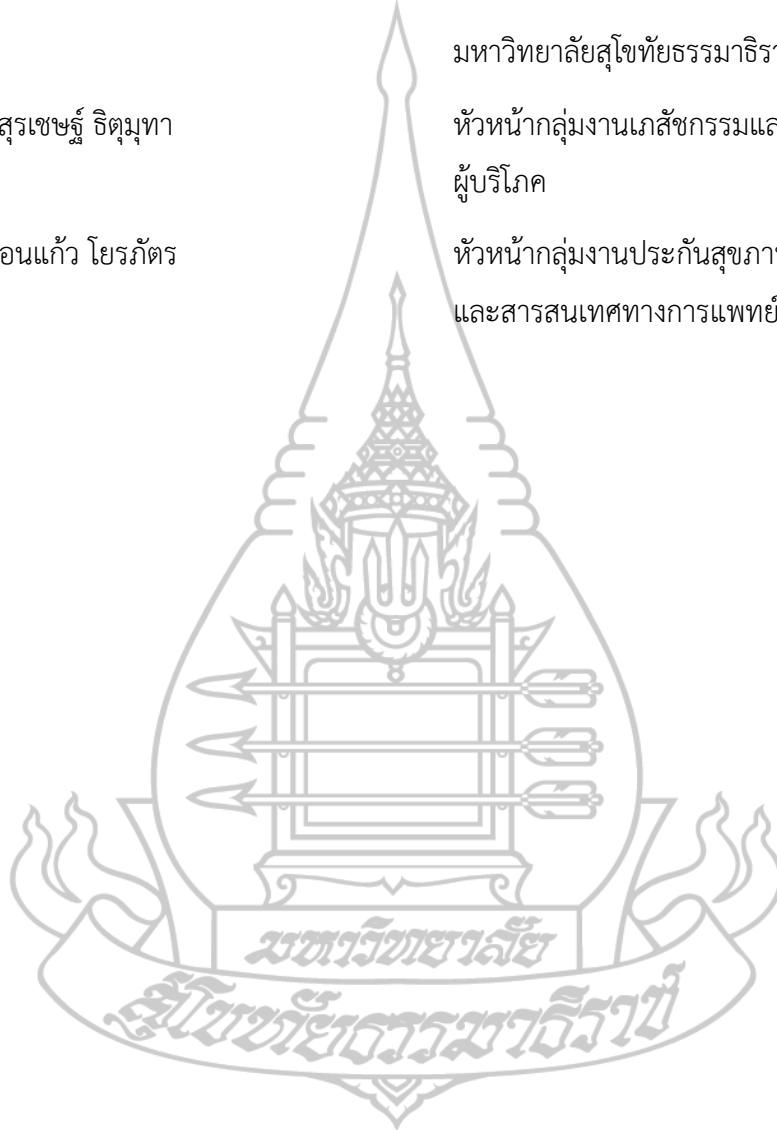 มหาวิทยาลัยสุโขทัยธรรมาธิรา
สุรเชษฐ์ ธิตุมุทา หัวหน้ากลุ่มงานเภสัชกรรมและ
ผู้บริโภค
อนแก้ว โยรภัตร หัวหน้ากลุ่มงานประกันสุขภา
และสารสนเทศทางการแพทย์
มหาวิทยาลัย
สุโขทัยธรรมาธิราช